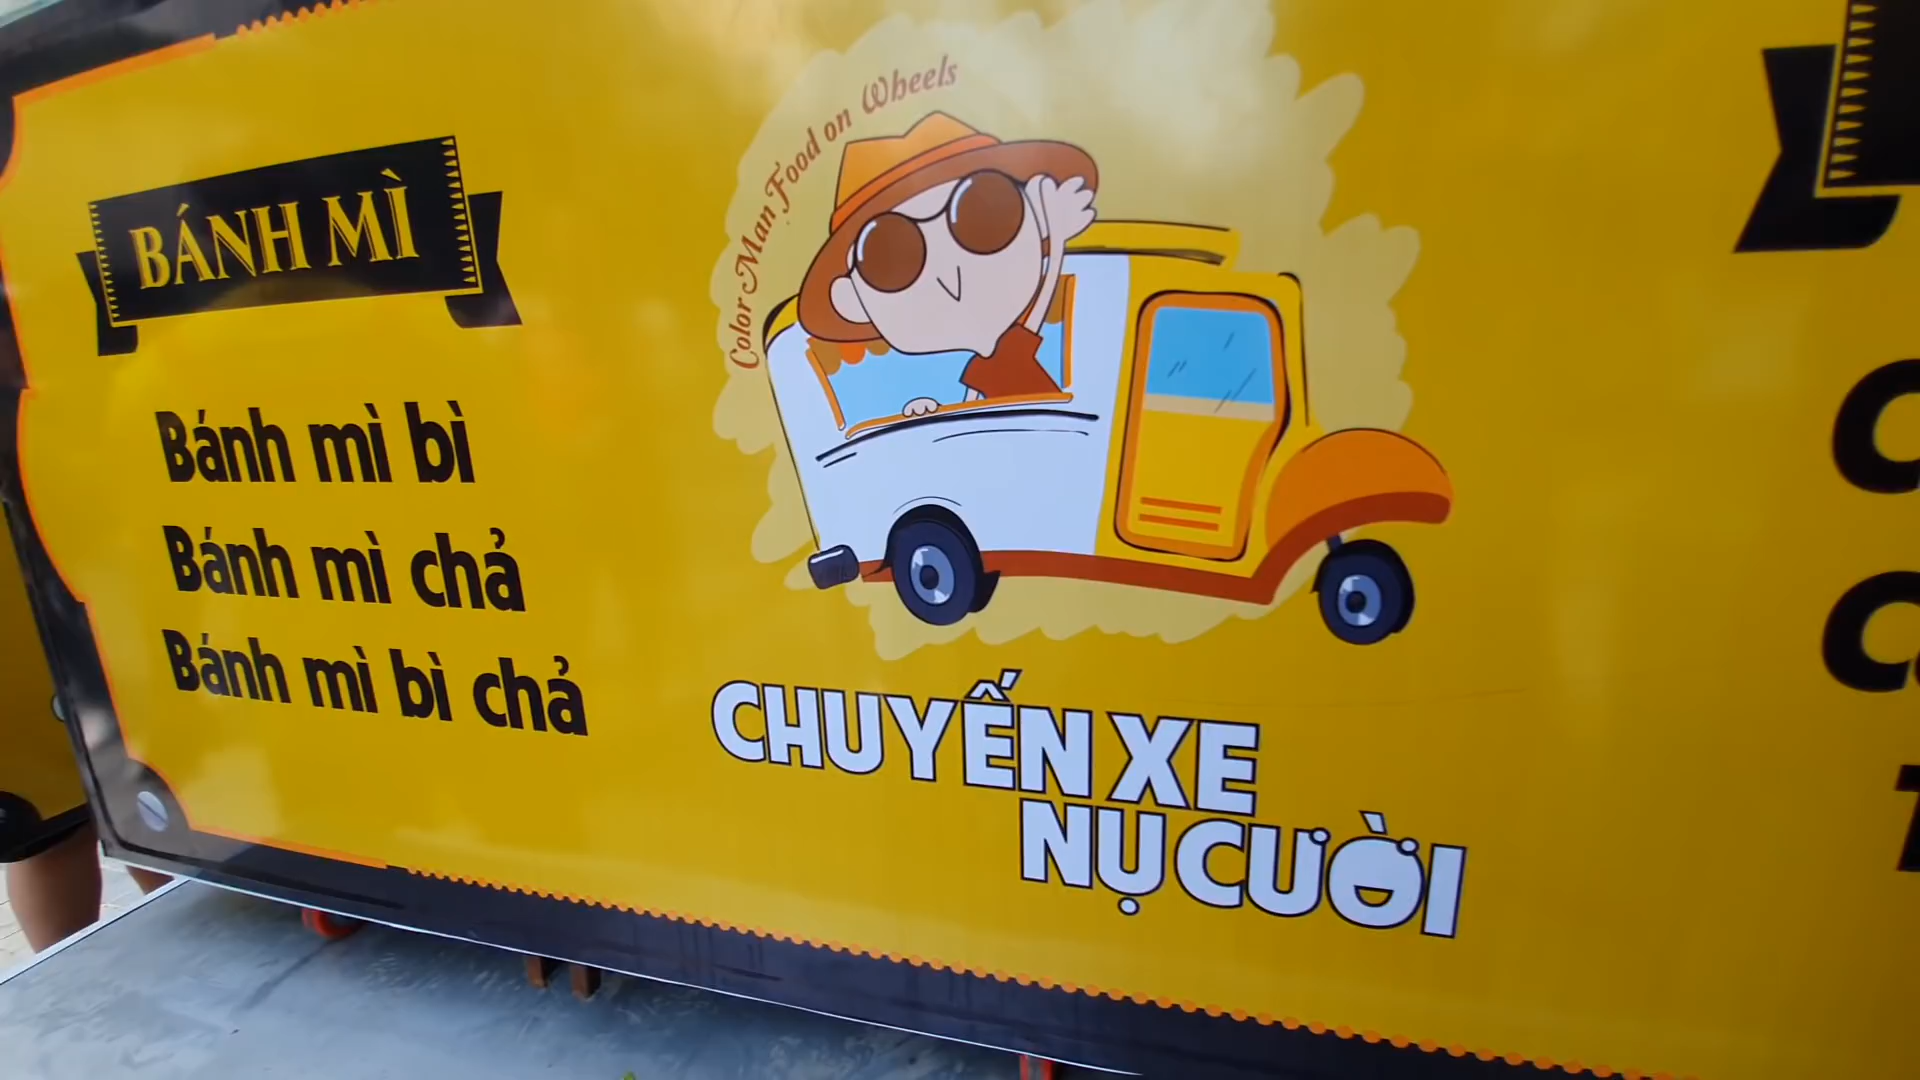 BÁNH MÌ
Bánh mì bì
Bánh mì chả
Bánh mì bì chả
Color Man Food on Wheels
CHUYẾN XE
NỤ CƯỜI